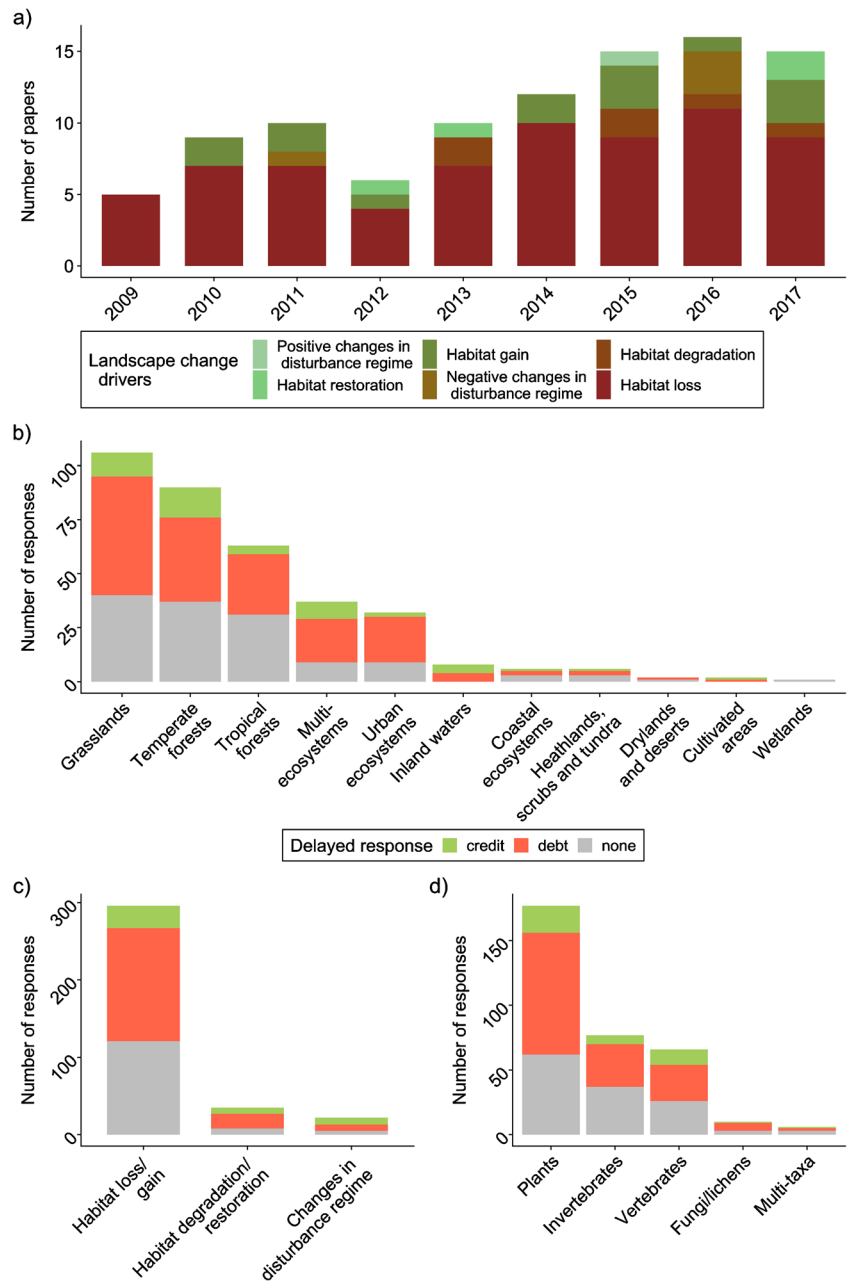 a)
Number of papers
15
10
5
0
2009
2010
2011
2012
2013
2014
2015
2016
2017
Landscape change
drivers
Positive changes in
disturbance regime
Habitat restoration
Habitat gain
Negative changes in
disturbance regime
Habitat degradation
Habitat loss
b)
Number of responses
100
75
50
25
0
Grasslands
Temperate
forests
Tropical
forests
Multi-
ecosystems
Urban
ecosystems
Inland waters
Coastal
ecosystems
Heathlands,
scrubs and tundra
Drylands
and deserts
Cultivated
areas
Wetlands
Delayed response
credit
debt
none
c)
Number of responses
300
200
100
0
Habitat loss/
gain
Habitat degradation/
restoration
Changes in
disturbance regime
d)
Number of responses
150
100
50
0
Plants
Invertebrates
Vertebrates
Fungi/lichens
Multi-taxa